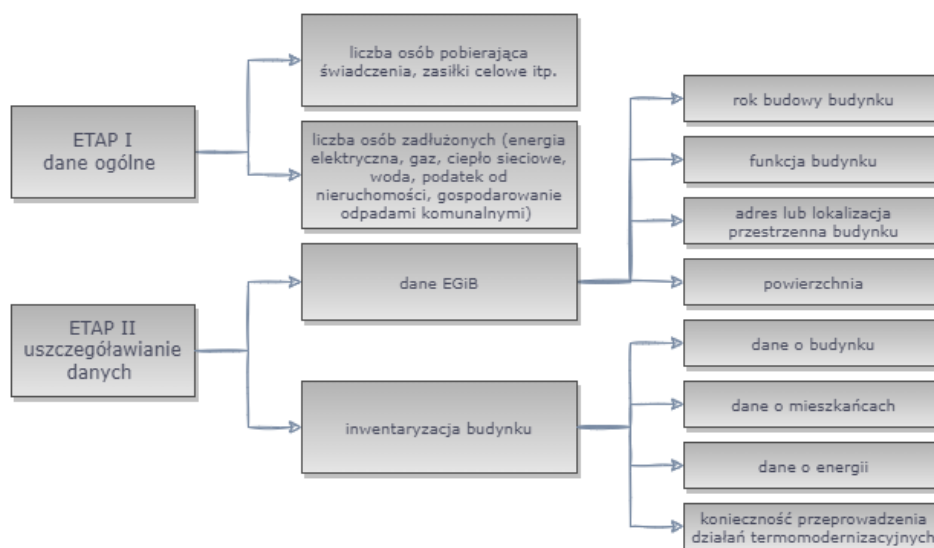 ETAP I
dane ogólne
liczba osób pobierająca
świadczenia, zasiłki celowe itp.
liczba osób zadłużonych (energia
elektryczna, gaz, ciepło sieciowe,
woda, podatek od
nieruchomości, gospodarowanie
odpadami komunalnymi)
ETAP II
uszczegóławianie
danych
dane EGiB
rok budowy budynku
funkcja budynku
adres lub lokalizacja
przestrzenna budynku
powierzchnia
inwentaryzacja budynku
dane o budynku
dane o mieszkańcach
dane o energii
konieczność przeprowadzenia
działań termomodernizacyjnych